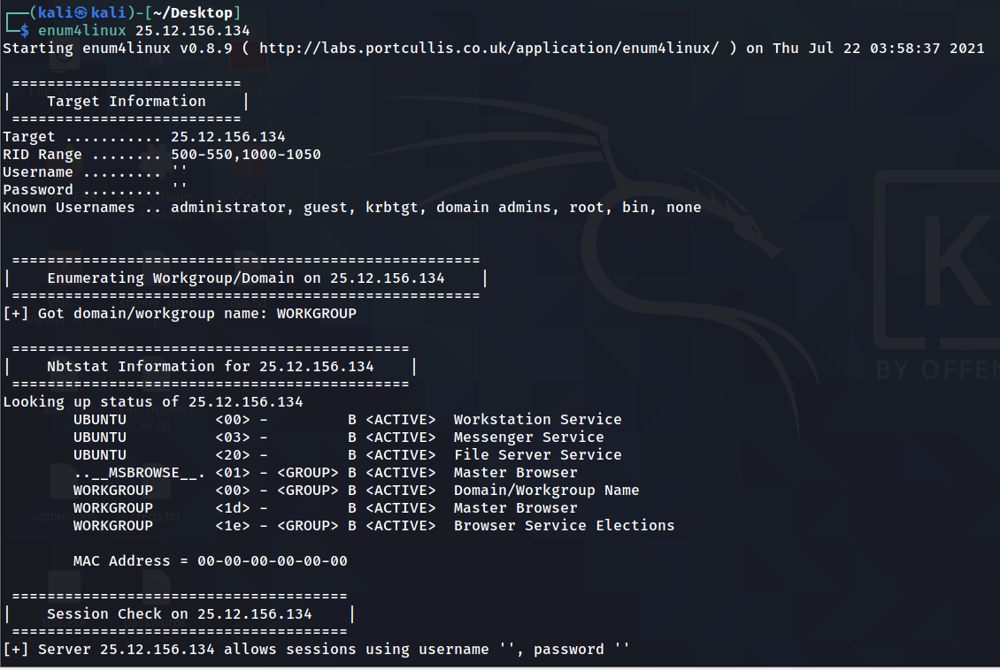 (kali㉿kali)-[~/Desktop]
$ enum4linux 25.12.156.134
Starting enum4linux v0.8.9 ( http://labs.portcullis.co.uk/application/enum4linux/ ) on Thu Jul 22 03:58:37 2021
==========================
| Target Information |
==========================
Target ........... 25.12.156.134
RID Range ........ 500-550,1000-1050
Username ......... ''
Password ......... ''
Known Usernames .. administrator, guest, krbtgt, domain admins, root, bin, none
=====================================================
| Enumerating Workgroup/Domain on 25.12.156.134 |
=====================================================
[+] Got domain/workgroup name: WORKGROUP
=============================================
| Nbtstat Information for 25.12.156.134 |
=============================================
Looking up status of 25.12.156.134
UBUNTU <00> - B <ACTIVE> Workstation Service
UBUNTU <03> - B <ACTIVE> Messenger Service
UBUNTU <20> - B <ACTIVE> File Server Service
..__MSBROWSE__. <01> - <GROUP> B <ACTIVE> Master Browser
WORKGROUP <00> - <GROUP> B <ACTIVE> Domain/Workgroup Name
WORKGROUP <1d> - B <ACTIVE> Master Browser
WORKGROUP <1e> - <GROUP> B <ACTIVE> Browser Service Elections
MAC Address = 00-00-00-00-00-00
======================================
| Session Check on 25.12.156.134 |
======================================
[+] Server 25.12.156.134 allows sessions using username '', password ''
K
BY OFFEN